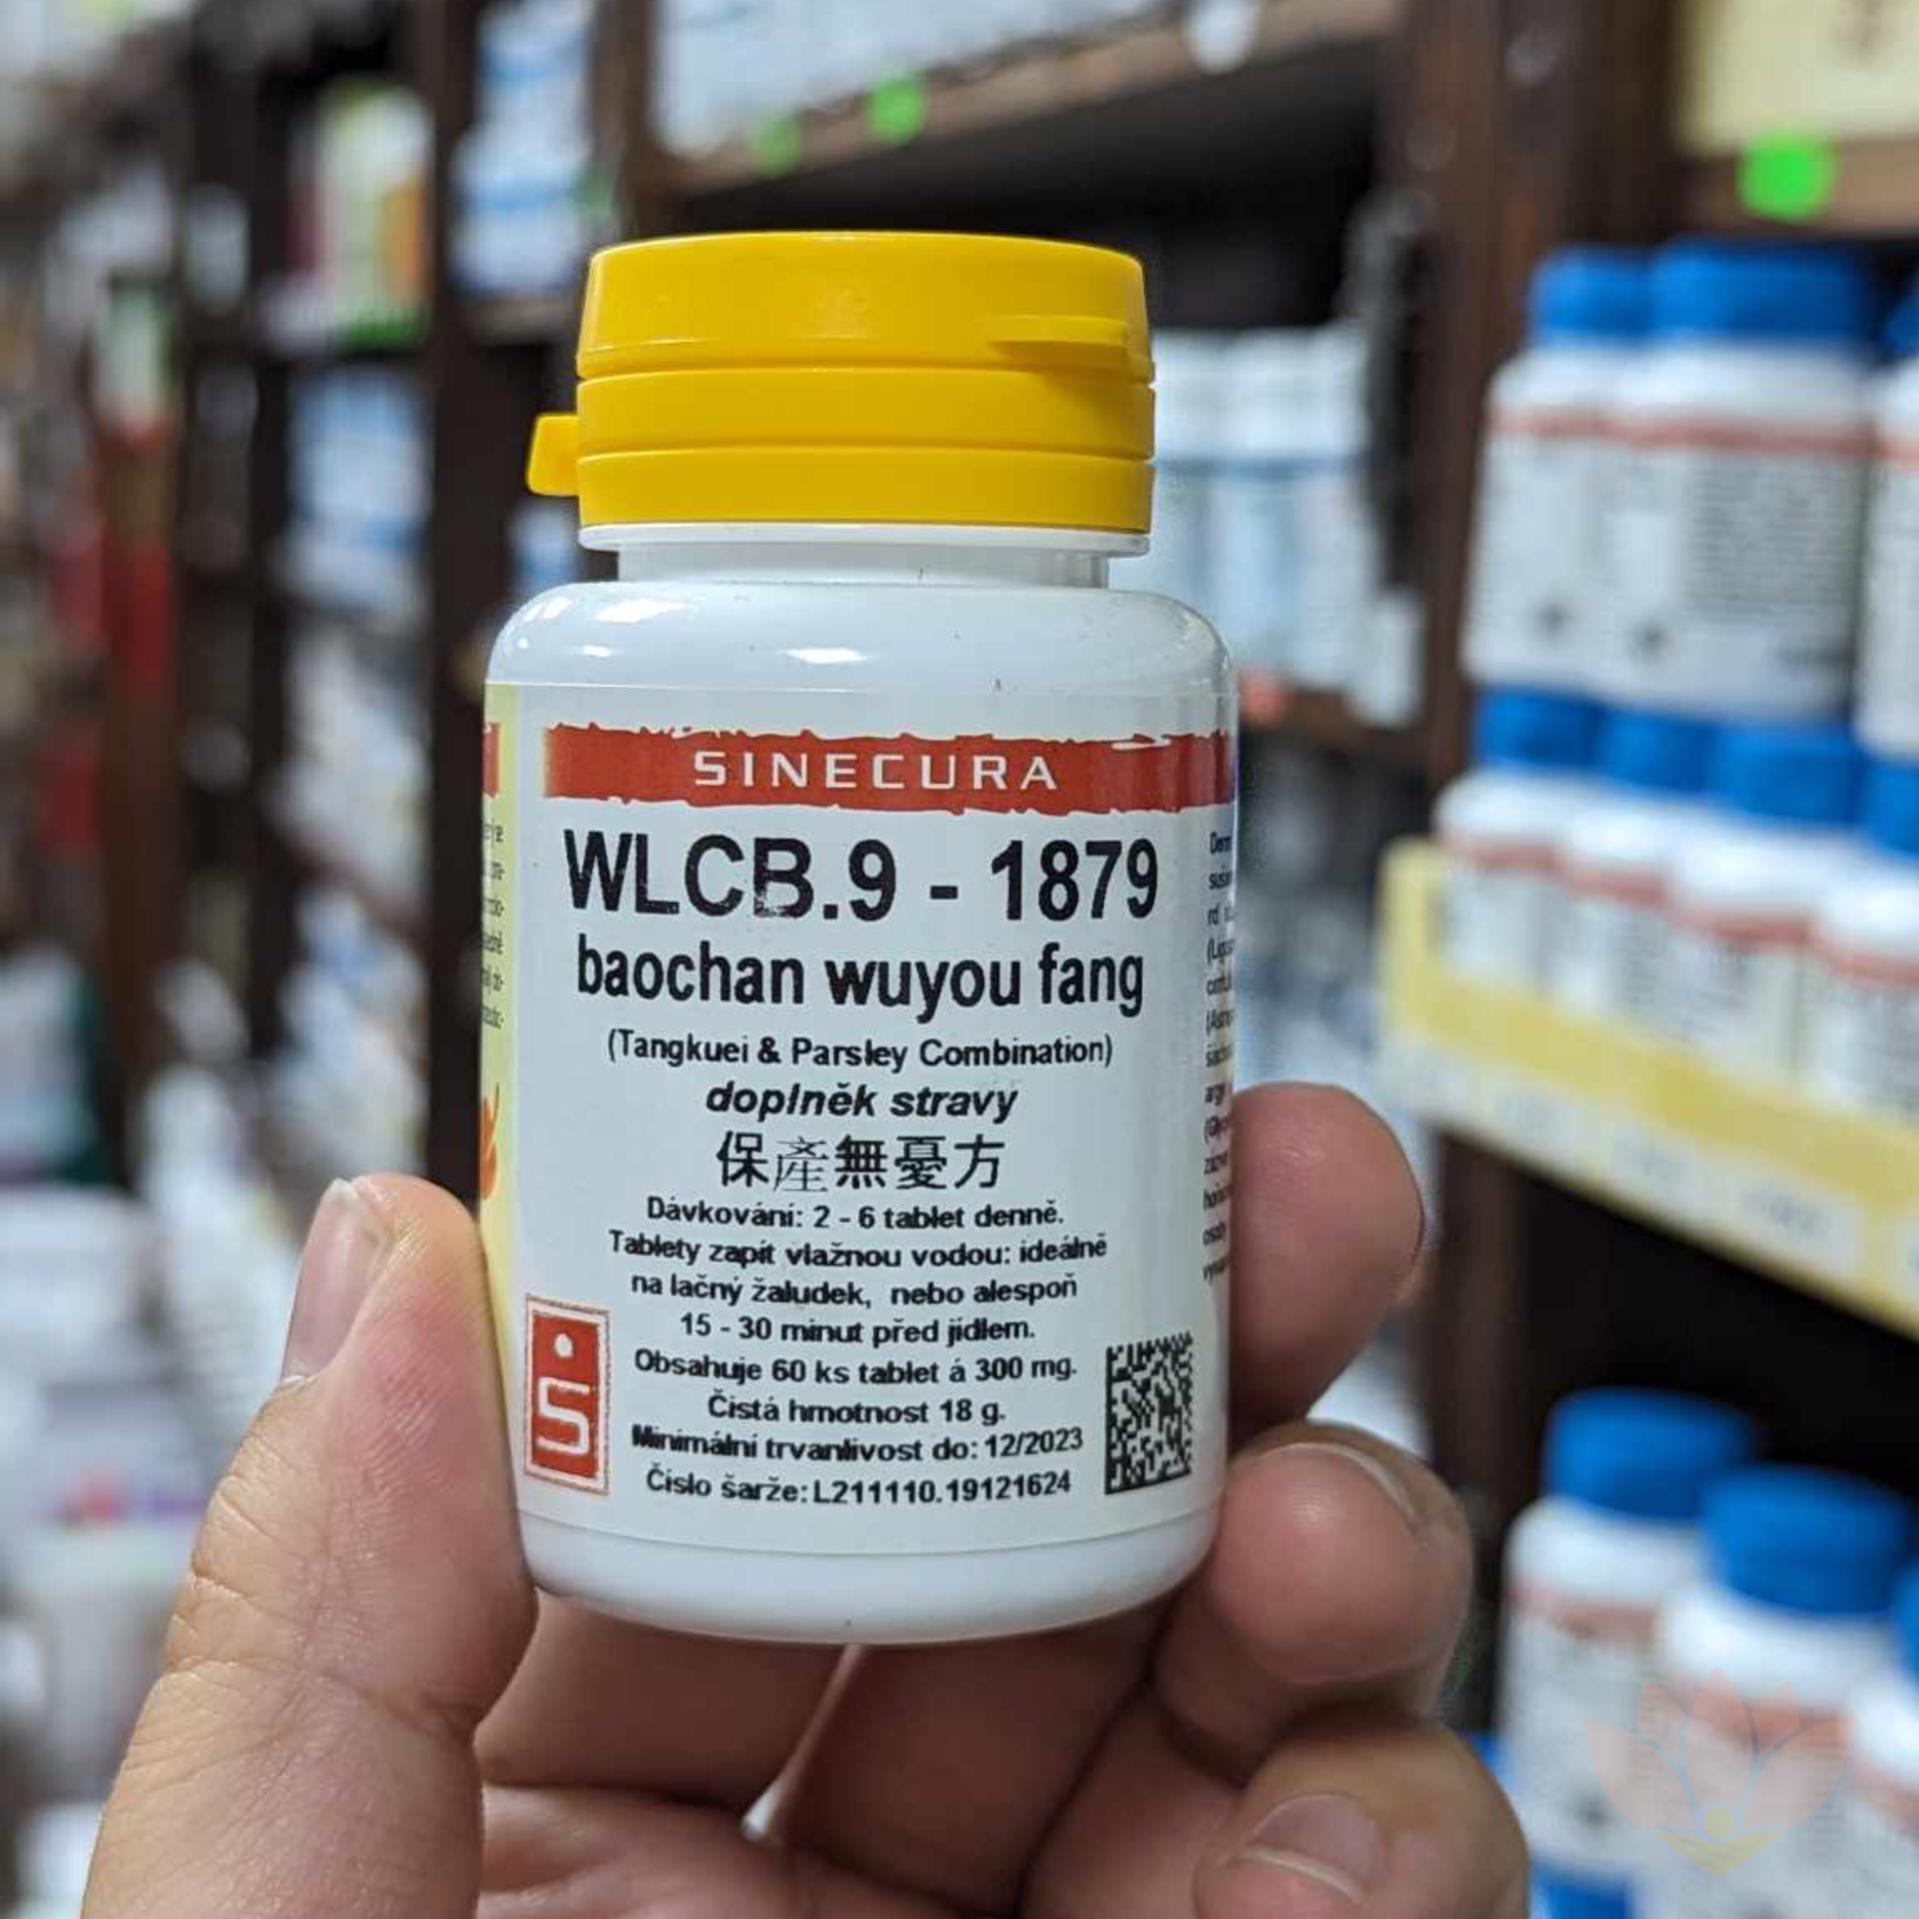 SINECURA
WLCB.9 - 1879
baochan wuyou fang
(Tangkuei & Parsley Combination)
doplněk stravy
保產無憂方
Dávkování: 2 - 6 tablet denně.
Tablety zapít vlažnou vodou: ideálně
na lačný žaludek, nebo alespoň
15 - 30 minut před jídlem.
Obsahuje 60 ks tablet á 300 mg.
Čistá hmotnost 18 g.
Minimální trvanlivost do: 12/2023
Číslo šarže: L211110.19121624
S